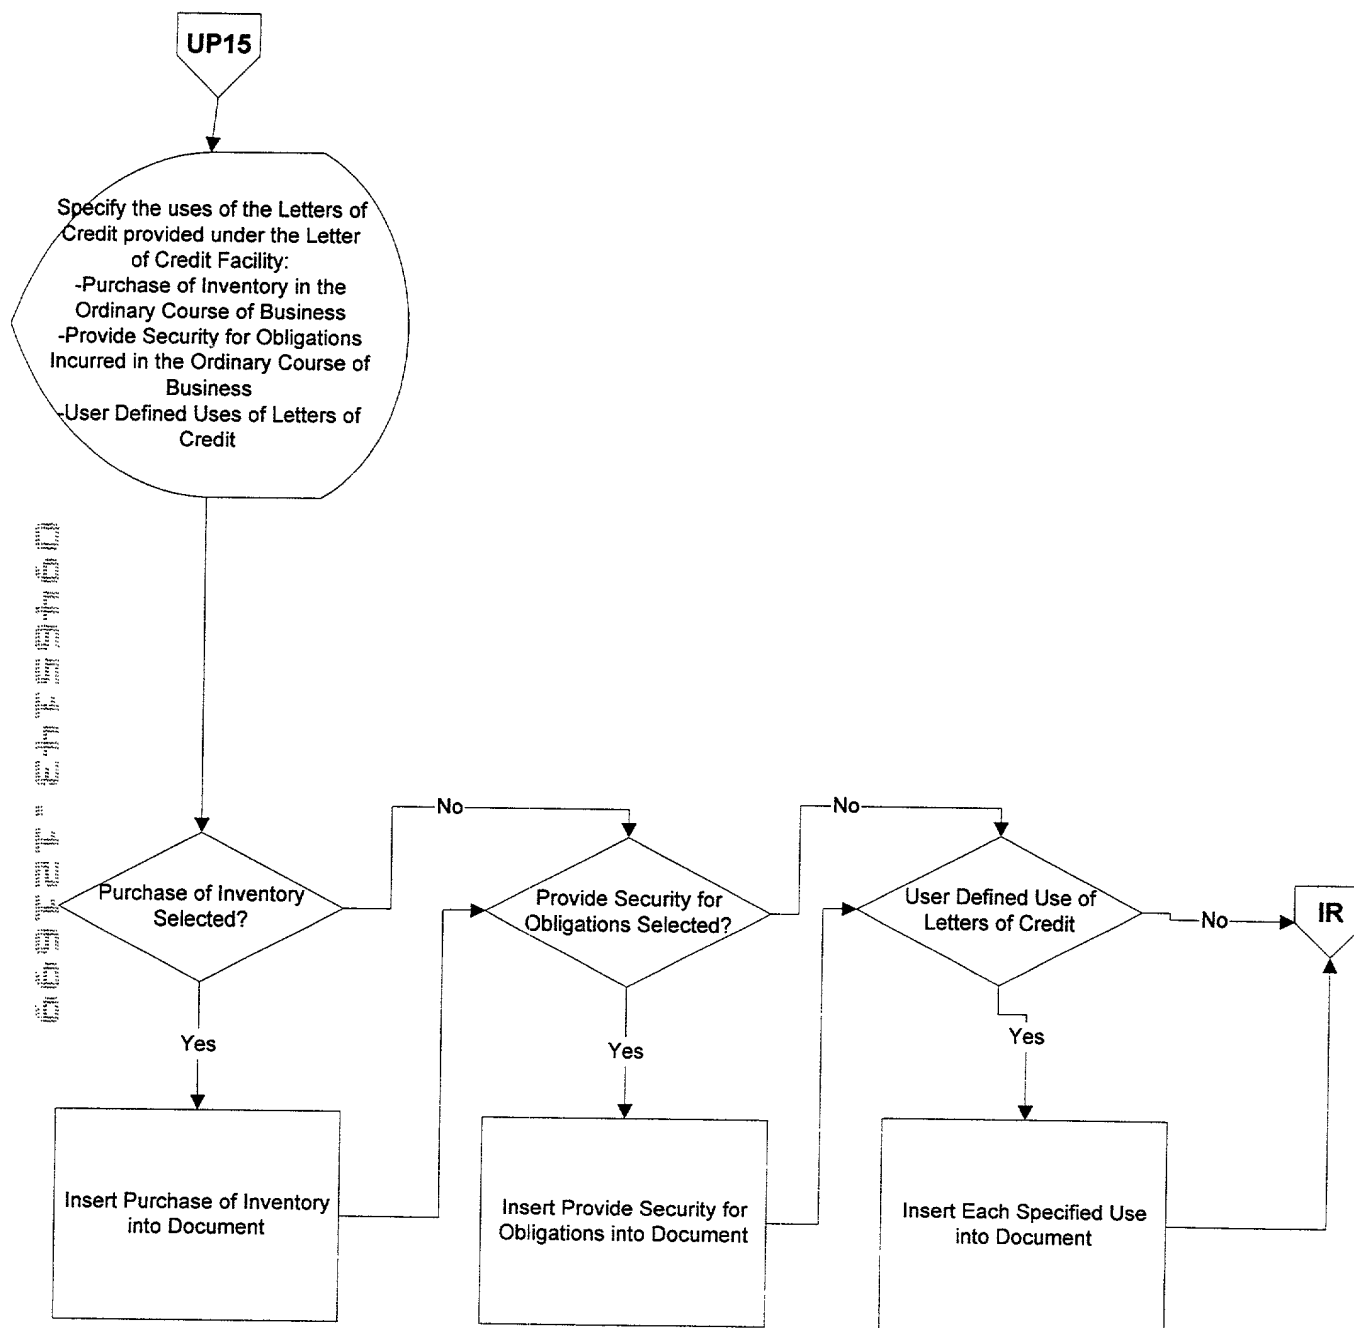 UP15
Specify the uses of the Letters of
Credit provided under the Letter
of Credit Facility:
-Purchase of Inventory in the
Ordinary Course of Business
-Provide Security for Obligations
Incurred in the Ordinary Course of
Business
-User Defined Uses of Letters of
Credit
09465143.121699
No
No
Purchase of Inventory
Selected?
Provide Security for
Obligations Selected?
User Defined Use of
Letters of Credit
No
IR
Yes
Yes
Yes
Insert Purchase of Inventory
into Document
Insert Provide Security for
Obligations into Document
Insert Each Specified Use
into Document